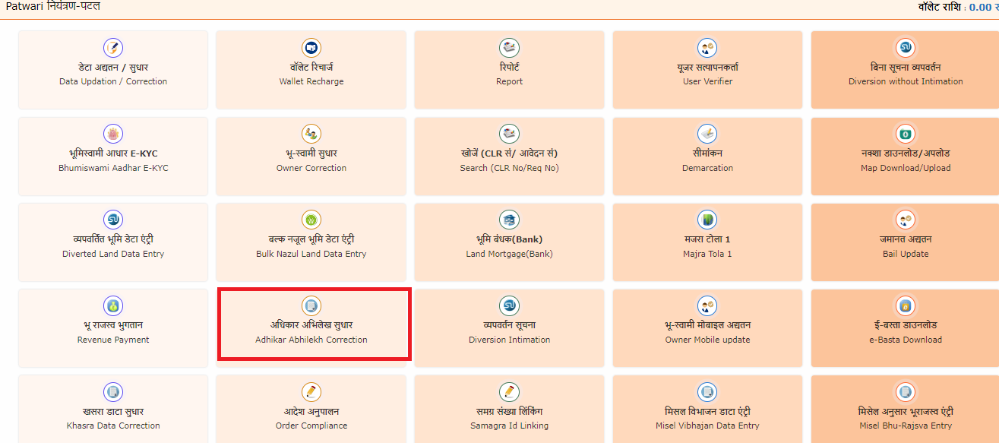 Patwari नियंत्रण-पटल
वॉलेट राशि : 0.00
डेटा अद्यतन / सुधार
Data Updation / Correction
वॉलेट रिचार्ज
Wallet Recharge
रिपोर्ट
Report
यूजर सत्यापनकर्ता
User Verifier
बिना सूचना व्यपवर्तन
Diversion without Intimation
भूमिस्वामी आधार E-KYC
Bhumiswami Aadhar E-KYC
भू-स्वामी सुधार
Owner Correction
खोजें (CLR सं/ आवेदन सं)
Search (CLR No/Req No)
सीमांकन
Demarcation
नक्शा डाउनलोड/अपलोड
Map Download/Upload
व्यपवर्तित भूमि डेटा एंट्री
Diverted Land Data Entry
बल्क नजूल भूमि डेटा एंट्री
Bulk Nazul Land Data Entry
भूमि बंधक(Bank)
Land Mortgage(Bank)
मजरा टोला 1
Majra Tola 1
जमानत अद्यतन
Bail Update
भू राजस्व भुगतान
Revenue Payment
अधिकार अभिलेख सुधार
Adhikar Abhilekh Correction
व्यपवर्तन सूचना
Diversion Intimation
भू-स्वामी मोबाइल अद्यतन
Owner Mobile update
ई-बस्ता डाउनलोड
e-Basta Download
खसरा डाटा सुधार
Khasra Data Correction
आदेश अनुपालन
Order Compliance
समग्र संख्या लिंकिंग
Samagra Id Linking
मिसल विभाजन डाटा एंट्री
Misel Vibhajan Data Entry
मिसेल अनुसार भूराजस्व एंट्री
Misel Bhu-Rajsva Entry